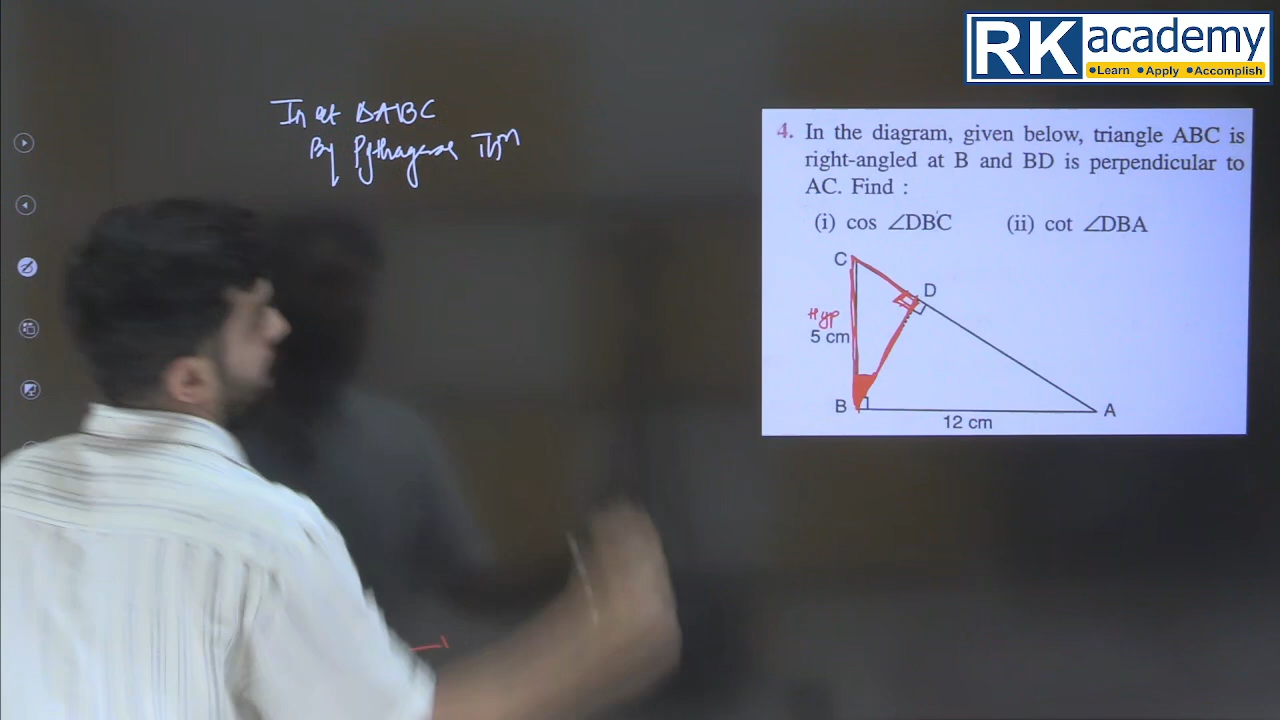 RK academy
•Learn •Apply •Accomplish
In at ΔABC
By Pythagoras Thm
4. In the diagram, given below, triangle ABC is
right-angled at B and BD is perpendicular to
AC. Find :
(i) cos ∠DBC (ii) cot ∠DBA
C
D
Hyp
5 cm
B
A
12 cm